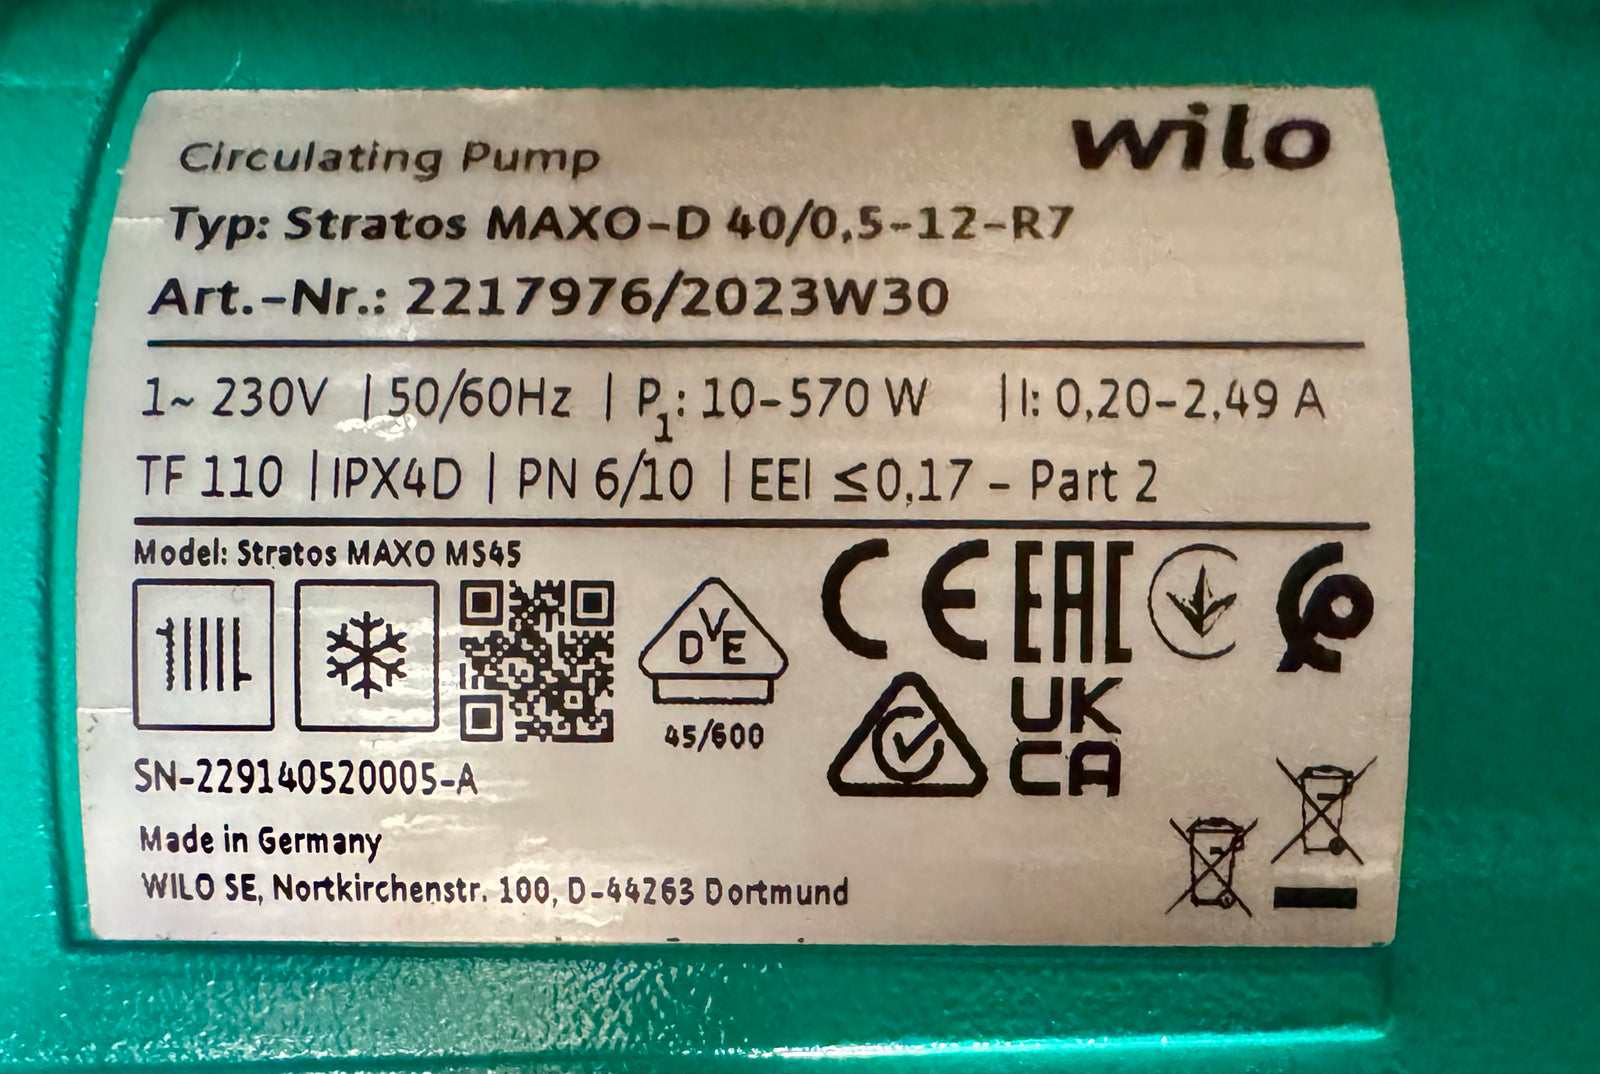 wilo
Circulating Pump
Typ: Stratos MAXO-D 40/0,5-12-R7
Art.-Nr.: 2217976/2023W30
1~ 230V | 50/60Hz | P1: 10-570 W | I: 0,20-2,49 A
TF 110 | IPX4D | PN 6/10 | EEI ≤0,17 - Part 2
Model: Stratos MAXO MS45
DVE
45/600
CE EAC
UK
CA
SN-229140520005-A
Made in Germany
WILO SE, Nortkirchenstr. 100, D-44263 Dortmund